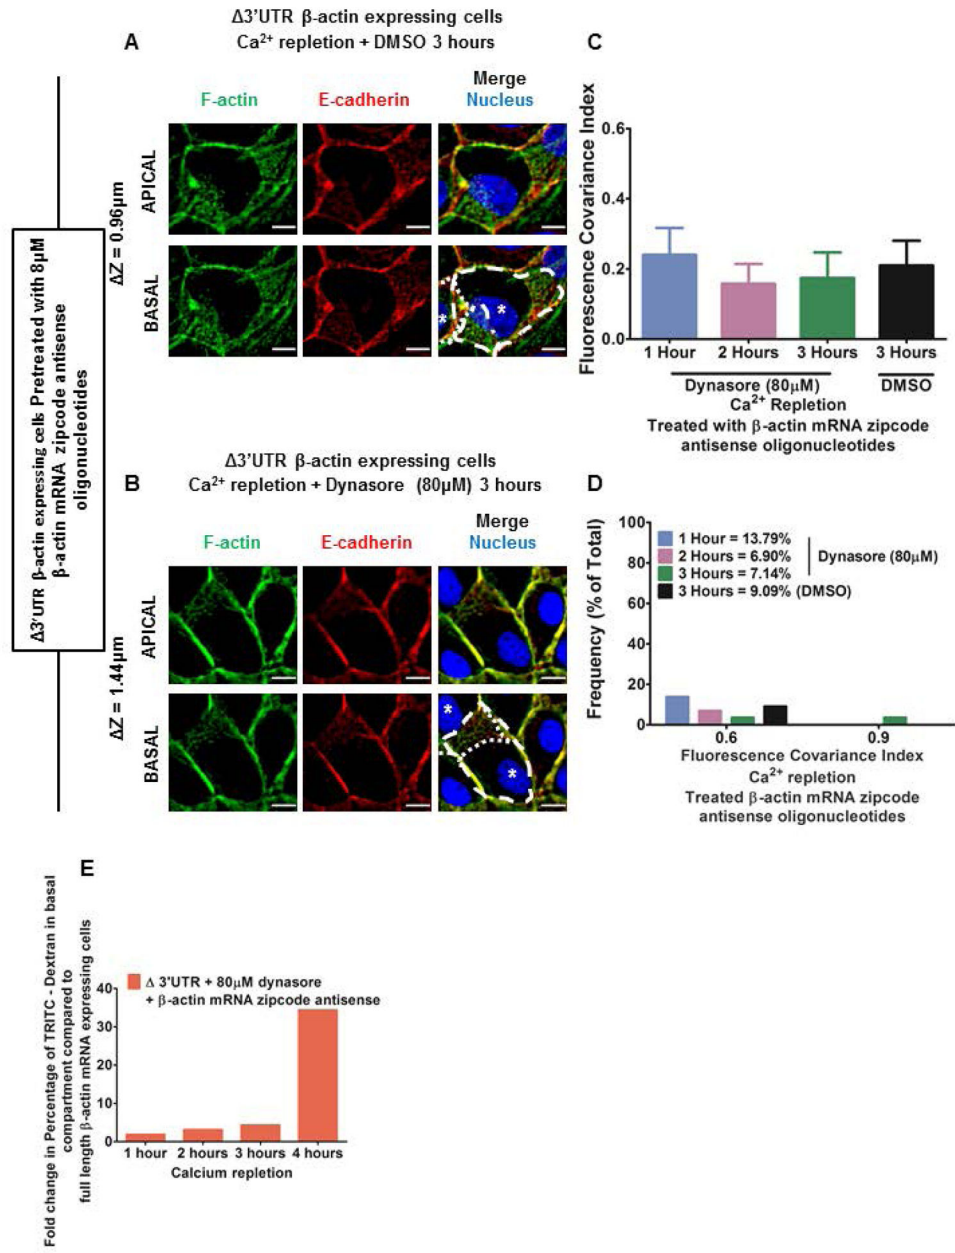 Δ3'UTR β-actin expressing cells
Ca2+ repletion + DMSO 3 hours
A
F-actin
E-cadherin
Merge
Nucleus
APICAL
BASAL
*
*
ΔZ = 0.96µm
Δ3'UTR β-actin expressing cells Pretreated with 8µM
β-actin mRNA zipcode antisense
oligonucleotides
C
Fluorescence Covariance Index
0.6
0.4
0.2
0.0
1 Hour
2 Hours
3 Hours
3 Hours
Dynasore (80µM)
DMSO
Ca2+ Repletion
Treated with β-actin mRNA zipcode
antisense oligonucleotides
Δ3'UTR β-actin expressing cells
B
Ca2+ repletion + Dynasore (80µM) 3 hours
F-actin
E-cadherin
Merge
Nucleus
APICAL
BASAL
*
*
ΔZ = 1.44µm
D
Frequency (% of Total)
100
80
60
40
20
0
1 Hour = 13.79%
2 Hours = 6.90%
3 Hours = 7.14%
3 Hours = 9.09% (DMSO)
Dynasore (80µM)
0.6
0.9
Fluorescence Covariance Index
Ca2+ repletion
Treated β-actin mRNA zipcode
antisense oligonucleotides
E
Fold change in Percentage of TRITC - Dextran in basal
compartment compared to
full length β-actin mRNA expressing cells
Δ 3'UTR + 80µM dynasore
+ β-actin mRNA zipcode antisense
40
30
20
10
0
1 hour
2 hours
3 hours
4 hours
Calcium repletion